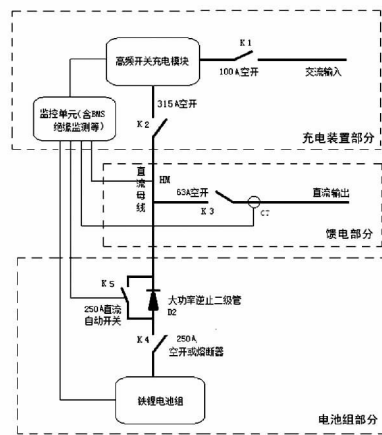 K1
高频开关充电模块
100A空开
交流输入
315A空开
监控单元(含BMS
绝缘监测等)
K2
充电装置部分
直流母线
HM
63A空开
直流输出
K3
CT
馈电部分
K5
大功率逆止二级管
D2
250A直流
自动开关
K4
250A
空开或熔断器
铁锂电池组
电池组部分